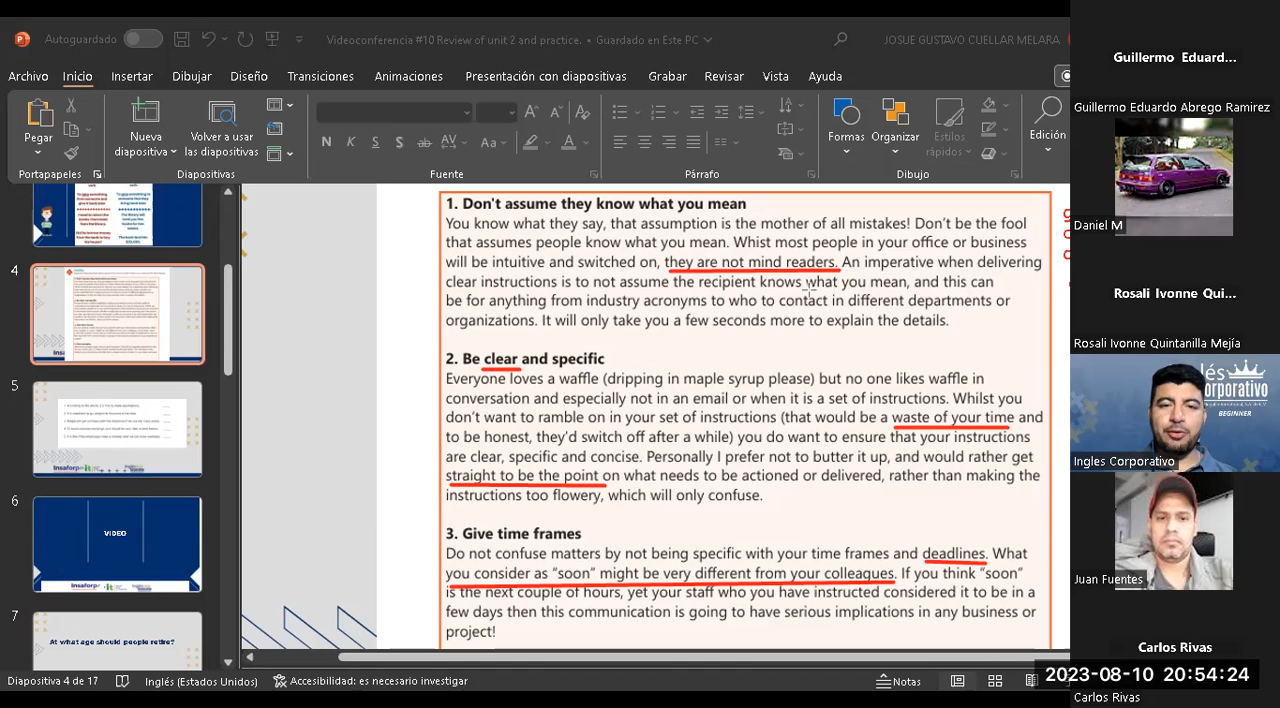 Autoguardado
Videoconferencia #10 Review of unit 2 and practice. • Guardado en Este PC
JOSUE GUSTAVO CUELLAR MELARA
Archivo Inicio Insertar Dibujar Diseño Transiciones Animaciones Presentación con diapositivas Grabar Revisar Vista Ayuda
Pegar
Nueva diapositiva
Volver a usar las diapositivas
N K S S ab AV Aa A
Formas Organizar Estilos rápidos Edición
Portapapeles Diapositivas Fuente Párrafo Dibujo
4
5
6
VIDEO
7
At what age should people retire?
1. Don't assume they know what you mean
You know what they say, that assumption is the mother of all mistakes! Don't be the fool
that assumes people know what you mean. Whist most people in your office or business
will be intuitive and switched on, they are not mind readers. An imperative when delivering
clear instructions is to not assume the recipient knows what you mean, and this can
be for anything from industry acronyms to who to contact in different departments or
organizations. It will only take you a few seconds more to explain the details.
2. Be clear and specific
Everyone loves a waffle (dripping in maple syrup please) but no one likes waffle in
conversation and especially not in an email or when it is a set of instructions. Whilst you
don't want to ramble on in your set of instructions (that would be a waste of your time and
to be honest, they'd switch off after a while) you do want to ensure that your instructions
are clear, specific and concise. Personally I prefer not to butter it up, and would rather get
straight to be the point on what needs to be actioned or delivered, rather than making the
instructions too flowery, which will only confuse.
3. Give time frames
Do not confuse matters by not being specific with your time frames and deadlines. What
you consider as “soon” might be very different from your colleagues. If you think “soon”
is the next couple of hours, yet your staff who you have instructed considered it to be in a
few days then this communication is going to have serious implications in any business or
project!
Diapositiva 4 de 17 Inglés (Estados Unidos) Accesibilidad: es necesario investigar Notas
Guillermo Eduard...
Guillermo Eduardo Abrego Ramirez
Daniel M
Rosali Ivonne Qui...
Rosali Ivonne Quintanilla Mejía
lés
orporativo
BEGINNER
Ingles Corporativo
Juan Fuentes
Carlos Rivas
2023-08-10 20:54:24
Carlos Rivas